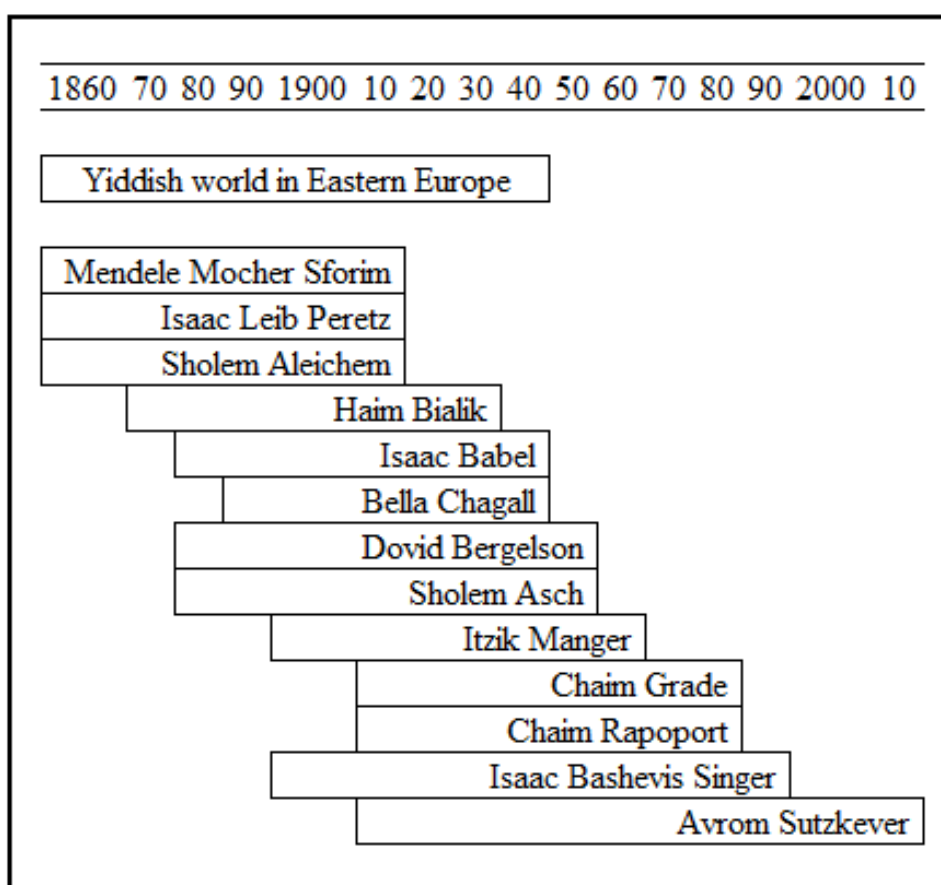 1860 70 80 90 1900 10 20 30 40 50 60 70 80 90 2000 10
Yiddish world in Eastern Europe
Mendele Mocher Sforim
Isaac Leib Peretz
Sholem Aleichem
Haim Bialik
Isaac Babel
Bella Chagall
Dovid Bergelson
Sholem Asch
Itzik Manger
Chaim Grade
Chaim Rapoport
Isaac Bashevis Singer
Avrom Sutzkever